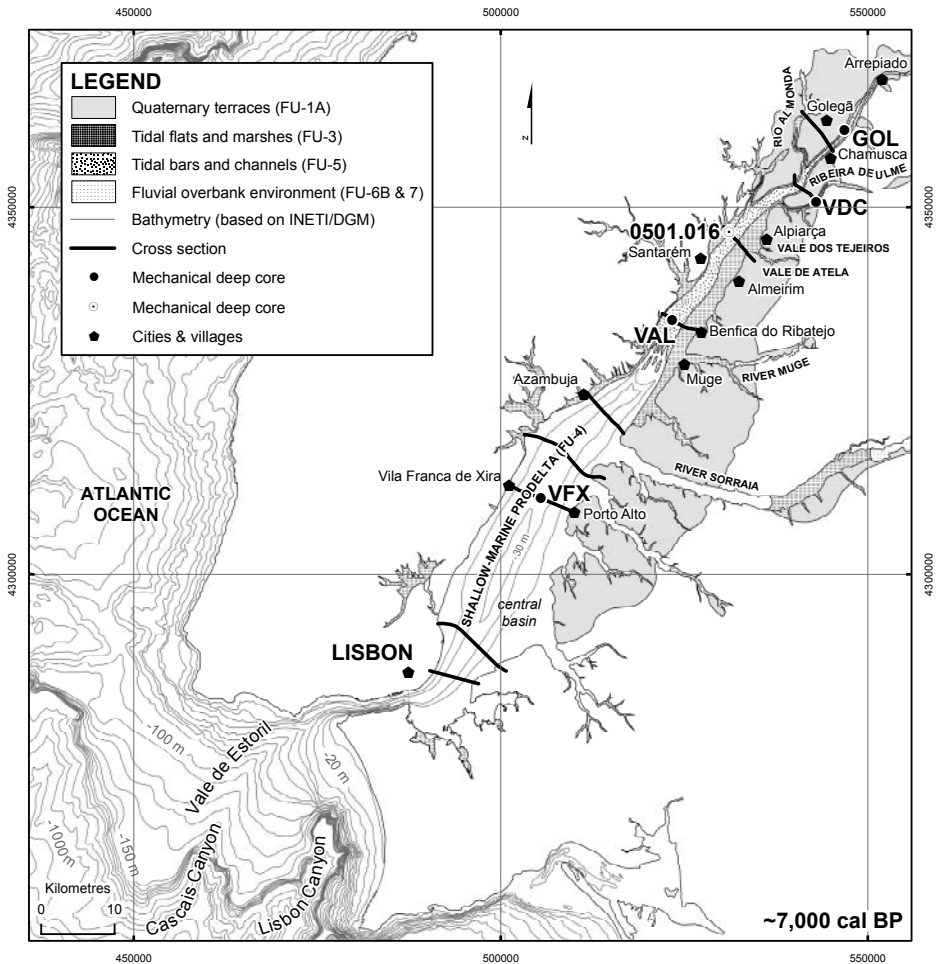 450000
500000
550000
LEGEND
Quaternary terraces (FU-1A)
Tidal flats and marshes (FU-3)
Tidal bars and channels (FU-5)
Fluvial overbank environment (FU-6B & 7)
Bathymetry (based on INETI/DGM)
Cross section
Mechanical deep core
Mechanical deep core
Cities & villages
z
Arrepiado
RIO ALMONDA
Golegã
GOL
Chamusca
RIBEIRA DE ULME
4350000
4350000
VDC
0501.016
Alpiarça
Santarém
VALE DOS TEJEIROS
VALE DE ATELA
Almeirim
VAL
Benfica do Ribatejo
RIVER MUGE
Muge
Azambuja
SHALLOW-MARINE PRODELTA (FU-4)
RIVER SORRAIA
Vila Franca de Xira
VFX
Porto Alto
ATLANTIC
OCEAN
-30 m
4300000
4300000
central
basin
LISBON
-100 m
Vale de Estoril
-20 m
-1000m
-150 m
Cascais Canyon
Lisbon Canyon
Kilometres
0 10
~7,000 cal BP
450000
500000
550000